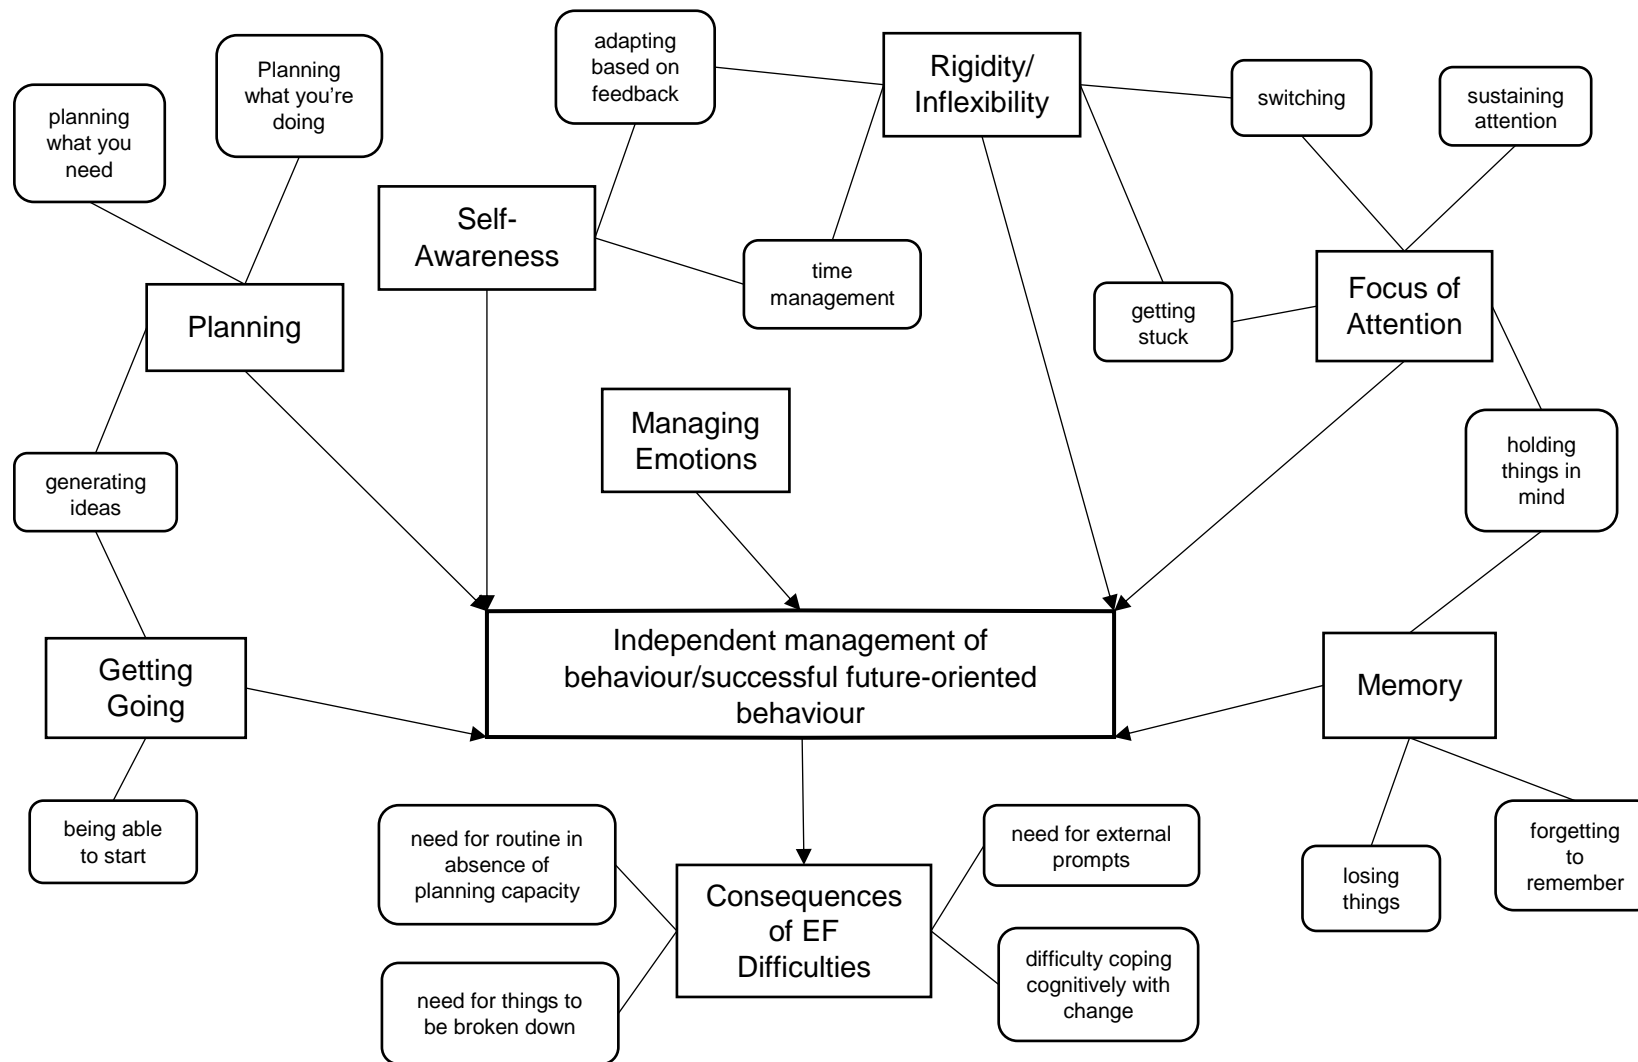 planning
what you
need
Planning
what you're
doing
adapting
based on
feedback
Rigidity/
Inflexibility
switching
sustaining
attention
Self-
Awareness
time
management
getting
stuck
Focus of
Attention
Planning
Managing
Emotions
generating
ideas
holding
things in
mind
Getting
Going
Independent management of
behaviour/successful future-oriented
behaviour
Memory
being able
to start
need for routine in
absence of
planning capacity
need for external
prompts
Consequences
of EF
Difficulties
need for things to
be broken down
difficulty coping
cognitively with
change
losing
things
forgetting
to
remember